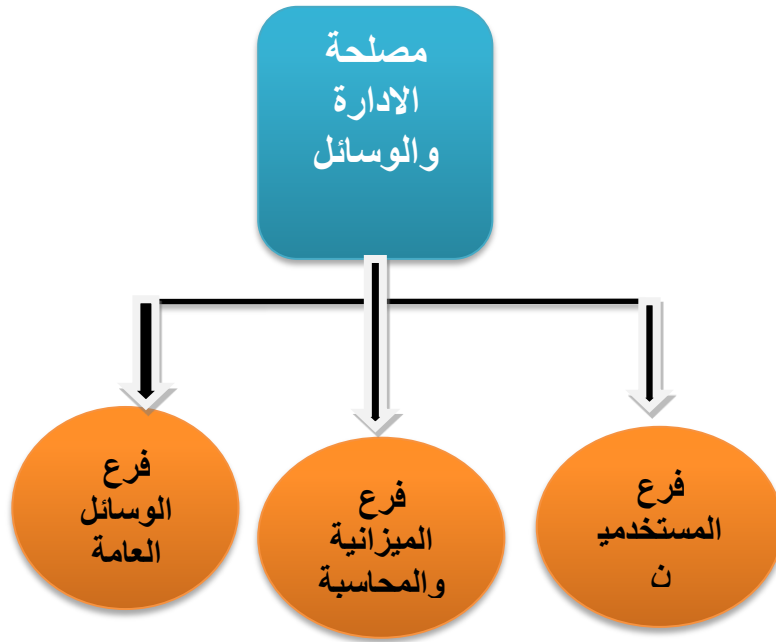 مصلحة
الادارة
والوسائل
فرع
المستخدمي
ن
فرع
الميزانية
والمحاسبة
فرع
الوسائل
العامة